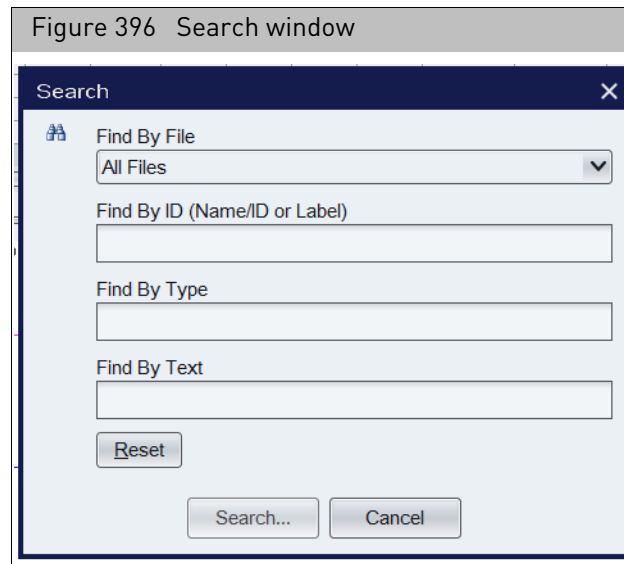 Figure 396 Search window
Search
Find By File
All Files
Find By ID (Name/ID or Label)
Find By Type
Find By Text
Reset
Search... Cancel